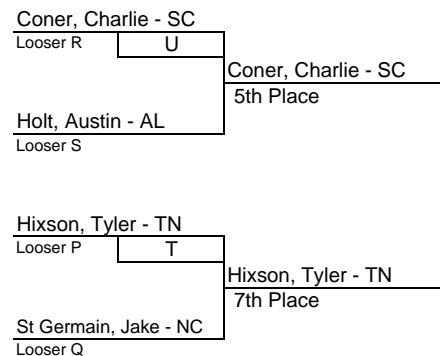 Coner, Charlie - SC
Looser R
U
Coner, Charlie - SC
5th Place
Holt, Austin - AL
Looser S
Hixson, Tyler - TN
Looser P
T
Hixson, Tyler - TN
7th Place
St Germain, Jake - NC
Looser Q